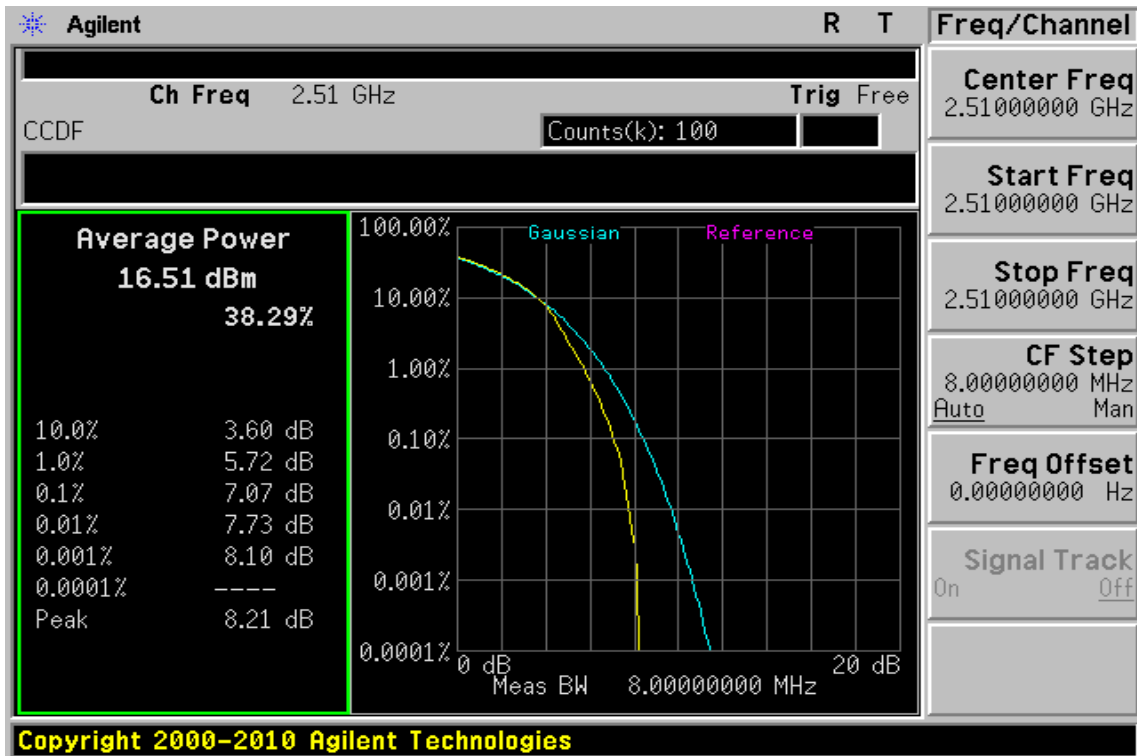 Agilent R T
Ch Freq 2.51 GHz Trig Free
CCDF Counts(k): 100
Average Power
16.51 dBm
38.29%
10.0% 3.60 dB
1.0% 5.72 dB
0.1% 7.07 dB
0.01% 7.73 dB
0.001% 8.10 dB
0.0001% ----
Peak 8.21 dB
Gaussian Reference
100.00%
10.00%
1.00%
0.10%
0.01%
0.001%
0.0001%
0 dB 20 dB
Meas BW 8.00000000 MHz
Freq/Channel
Center Freq
2.51000000 GHz
Start Freq
2.51000000 GHz
Stop Freq
2.51000000 GHz
CF Step
8.00000000 MHz
Auto Man
Freq Offset
0.00000000 Hz
Signal Track
On Off
Copyright 2000-2010 Agilent Technologies